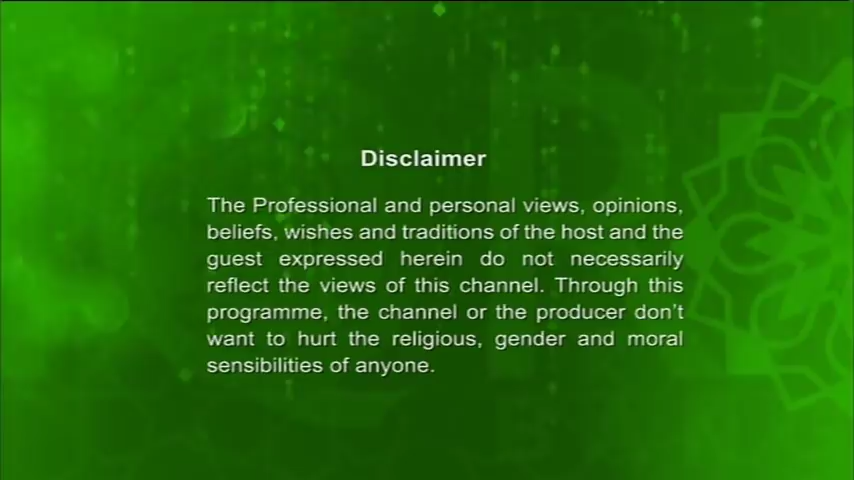 Disclaimer
The Professional and personal views, opinions,
beliefs, wishes and traditions of the host and the
guest expressed herein do not necessarily
reflect the views of this channel. Through this
programme, the channel or the producer don't
want to hurt the religious, gender and moral
sensibilities of anyone.